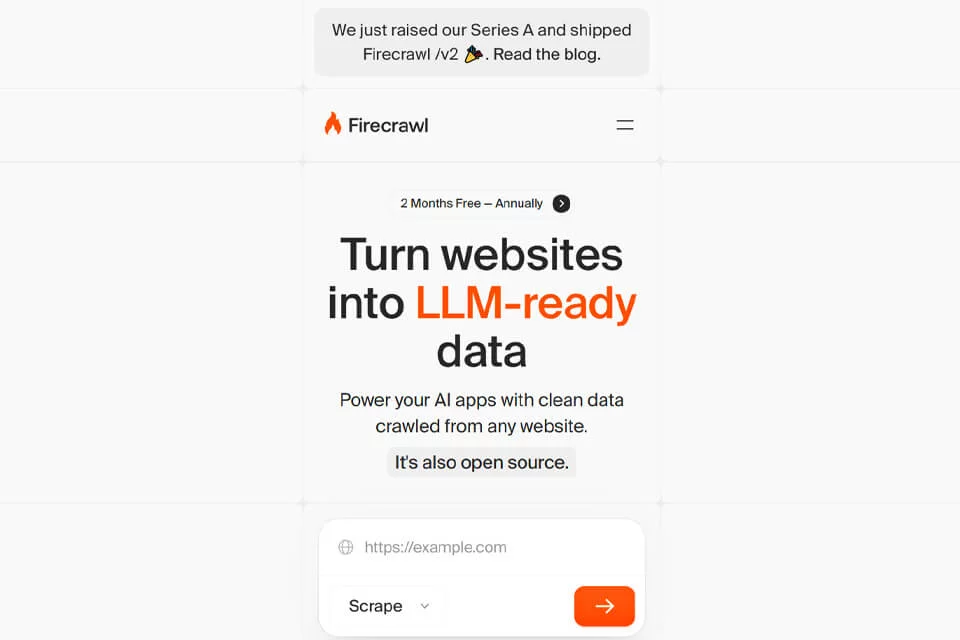 We just raised our Series A and shipped
Firecrawl /v2 🎉. Read the blog.
Firecrawl
2 Months Free – Annually
Turn websites
into LLM-ready
data
Power your AI apps with clean data
crawled from any website.
It's also open source.
https://example.com
Scrape